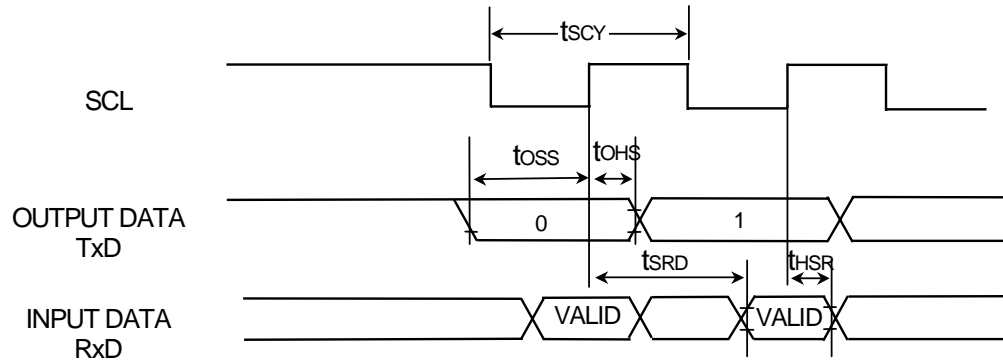 tSCY
SCL
tOSS
tOHS
OUTPUT DATA
TxD
0
1
tSRD
tHSR
INPUT DATA
RxD
VALID
VALID